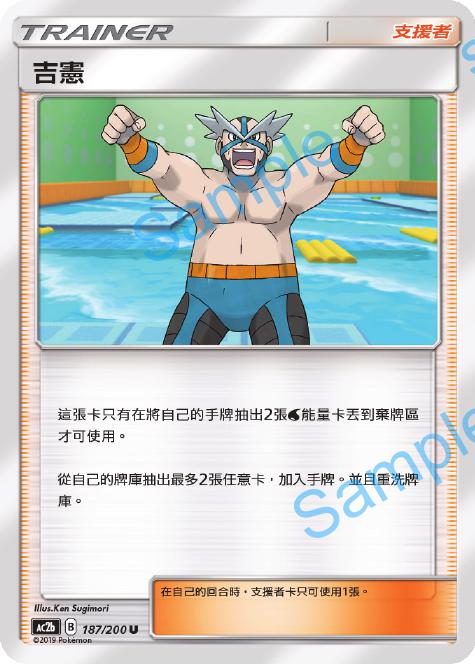 TRAINER 支援者
吉憲
Sample
這張卡只有在將自己的手牌抽出2張能量卡丟到棄牌區
才可使用。
從自己的牌庫抽出最多2張任意卡，加入手牌。並且重洗牌
庫。
Sample
在自己的回合時，支援者卡只可使用1張。
Illus.Ken Sugimori
AC2b B 187/200 U
©2019 Pokémon